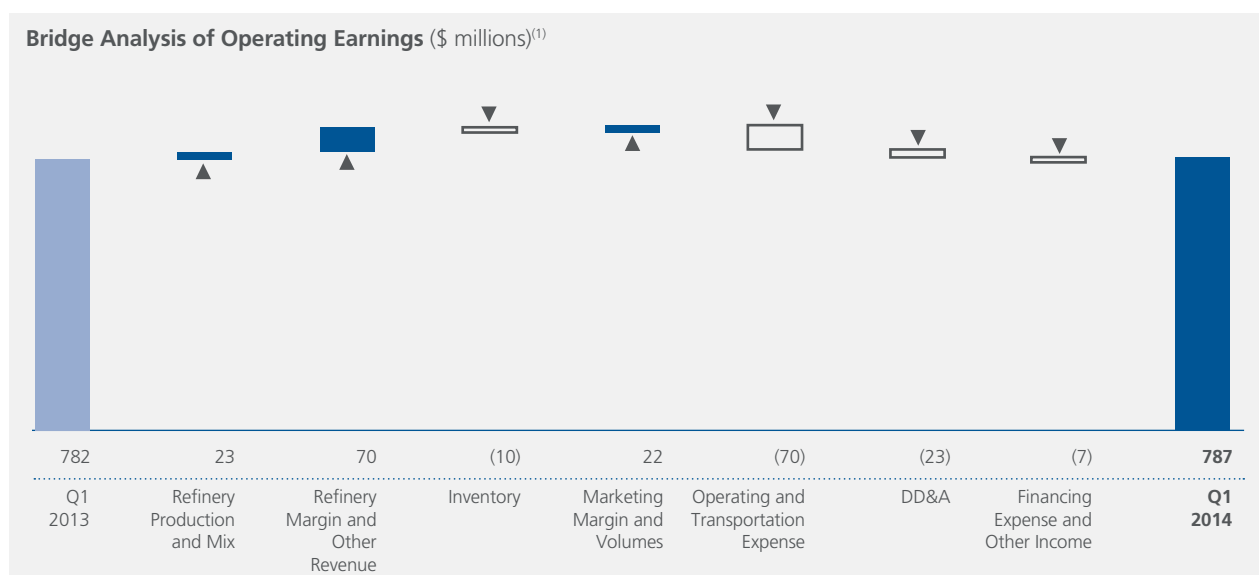 Bridge Analysis of Operating Earnings ($ millions)(1)
782 23 70 (10) 22 (70) (23) (7) 787
Q1 Refinery Refinery Inventory Marketing Operating and DD&A Financing Q1
2013 Production Margin and Margin and Transportation Expense and 2014
and Mix Other Volumes Expense Other Income
Revenue